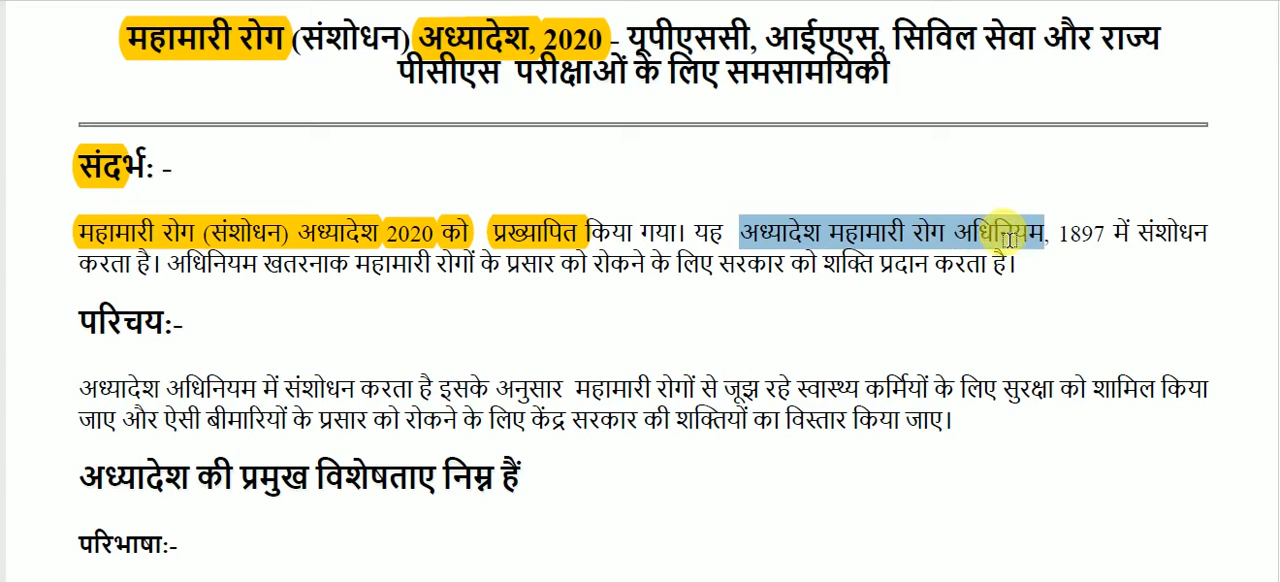 महामारी रोग (संशोधन) अध्यादेश, 2020 - यूपीएससी, आईएएस, सिविल सेवा और राज्य
पीसीएस परीक्षाओं के लिए समसामयिकी
संदर्भ: -
महामारी रोग (संशोधन) अध्यादेश 2020 को प्रख्यापित किया गया। यह अध्यादेश महामारी रोग अधिनियम, 1897 में संशोधन
करता है। अधिनियम खतरनाक महामारी रोगों के प्रसार को रोकने के लिए सरकार को शक्ति प्रदान करता है।
परिचय:-
अध्यादेश अधिनियम में संशोधन करता है इसके अनुसार महामारी रोगों से जूझ रहे स्वास्थ्य कर्मियों के लिए सुरक्षा को शामिल किया
जाए और ऐसी बीमारियों के प्रसार को रोकने के लिए केंद्र सरकार की शक्तियों का विस्तार किया जाए।
अध्यादेश की प्रमुख विशेषताए निम्न हैं
परिभाषा:-